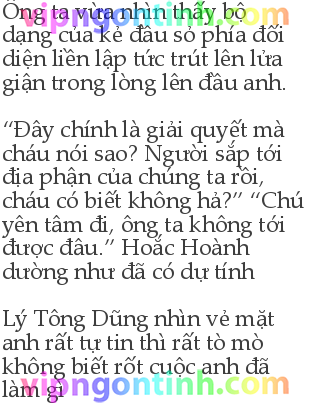 Ông ta vừa nhìn thấy bộ
dạng của kẻ đầu sỏ phía đối
diện liền lập tức trút lên lửa
giận trong lòng lên đầu anh.
“Đây chính là giải quyết mà
cháu nói sao? Người sắp tới
địa phận của chúng ta rồi,
cháu có biết không hả?” “Chú
yên tâm đi, ông ta không tới
được đâu.” Hoắc Hoành
dường như đã có dự tính
Lý Tông Dũng nhìn vẻ mặt
anh rất tự tin thì rất tò mò
không biết rốt cuộc anh đã
làm gì
vipngontinh.com
vipngontinh.com